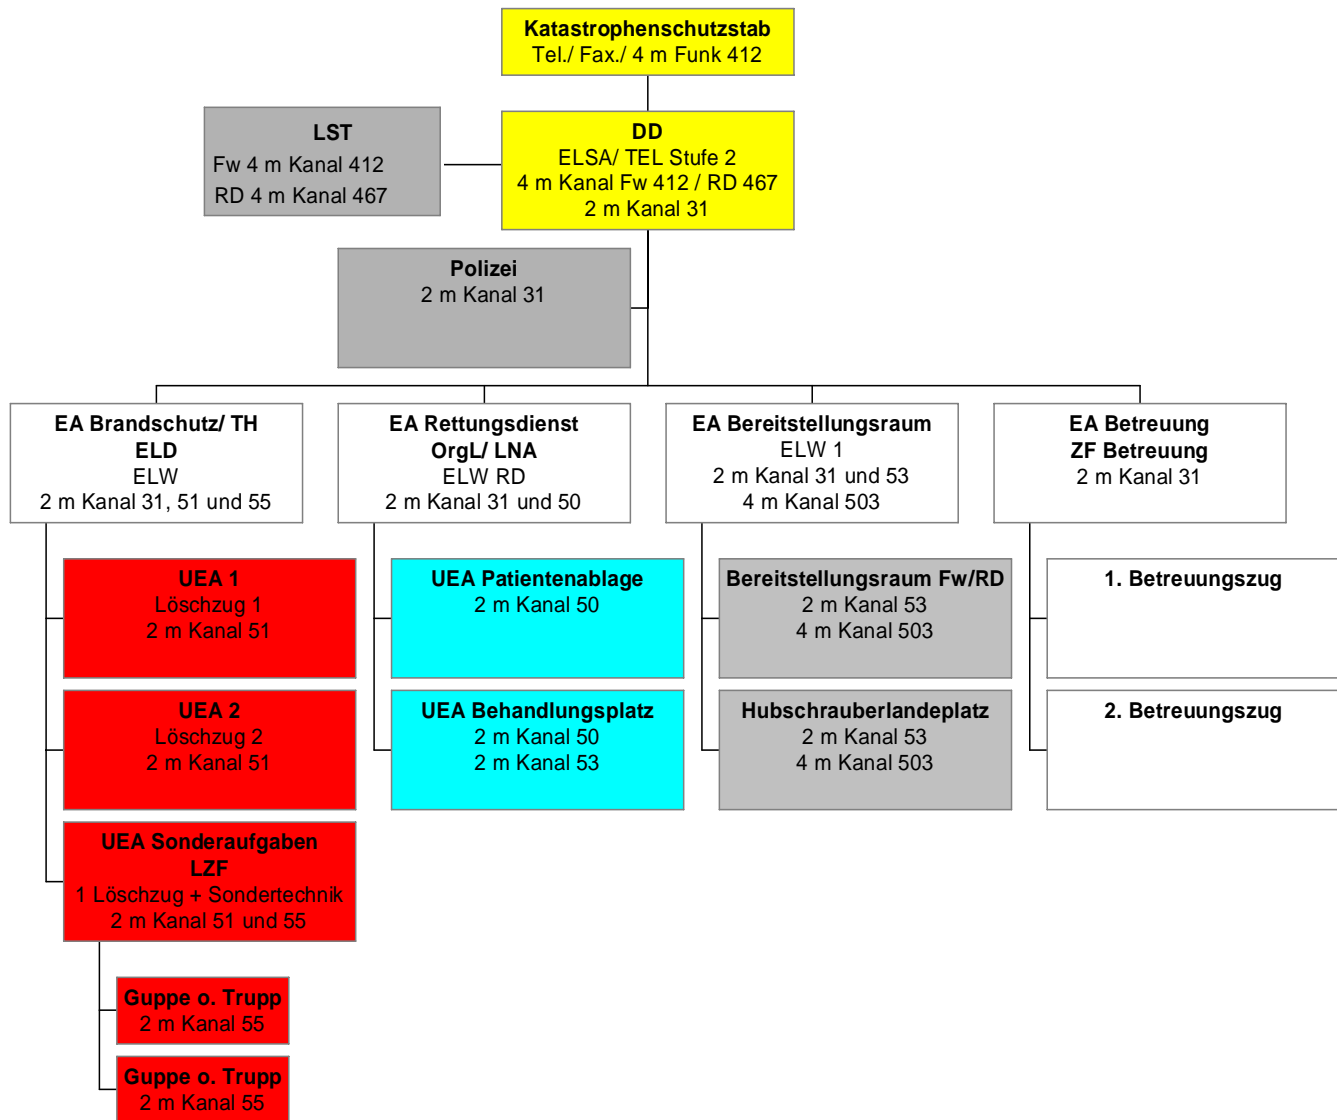 Katastrophenschutzstab
Tel./ Fax./ 4 m Funk 412
LST
Fw 4 m Kanal 412
RD 4 m Kanal 467
DD
ELSA/ TEL Stufe 2
4 m Kanal Fw 412 / RD 467
2 m Kanal 31
Polizei
2 m Kanal 31
EA Brandschutz/ TH
ELD
ELW
2 m Kanal 31, 51 und 55
EA Rettungsdienst
OrgL/ LNA
ELW RD
2 m Kanal 31 und 50
EA Bereitstellungsraum
ELW 1
2 m Kanal 31 und 53
4 m Kanal 503
EA Betreuung
ZF Betreuung
2 m Kanal 31
UEA 1
Löschzug 1
2 m Kanal 51
UEA Patientenablage
2 m Kanal 50
Bereitstellungsraum Fw/RD
2 m Kanal 53
4 m Kanal 503
1. Betreuungszug
UEA 2
Löschzug 2
2 m Kanal 51
UEA Behandlungsplatz
2 m Kanal 50
2 m Kanal 53
Hubschrauberlandeplatz
2 m Kanal 53
4 m Kanal 503
2. Betreuungszug
UEA Sonderaufgaben
LZF
1 Löschzug + Sondertechnik
2 m Kanal 51 und 55
Guppe o. Trupp
2 m Kanal 55
Guppe o. Trupp
2 m Kanal 55